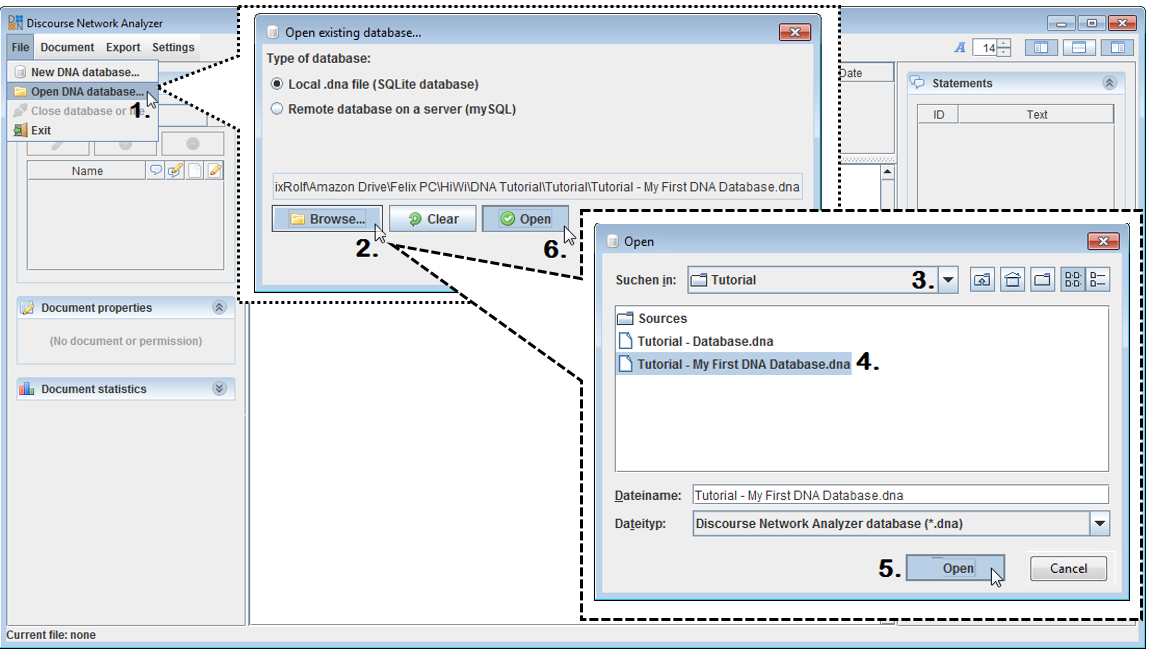 Discourse Network Analyzer
File Document Export Settings
14
New DNA database...
Open DNA database...
1.
Close database or file
Exit
Name
Document properties
(No document or permission)
Document statistics
Current file: none
Open existing database...
Type of database:
Local .dna file (SQLite database)
Remote database on a server (mySQL)
ixRolf\Amazon Drive\Felix PC\HiWi\DNA Tutorial\Tutorial\Tutorial - My First DNA Database.dna
Browse... Clear Open
2. 6.
Date
Statements
ID Text
Open
Suchen in: Tutorial 3.
Sources
Tutorial - Database.dna
Tutorial - My First DNA Database.dna 4.
Dateiname: Tutorial - My First DNA Database.dna
Dateityp: Discourse Network Analyzer database (*.dna)
5. Open Cancel